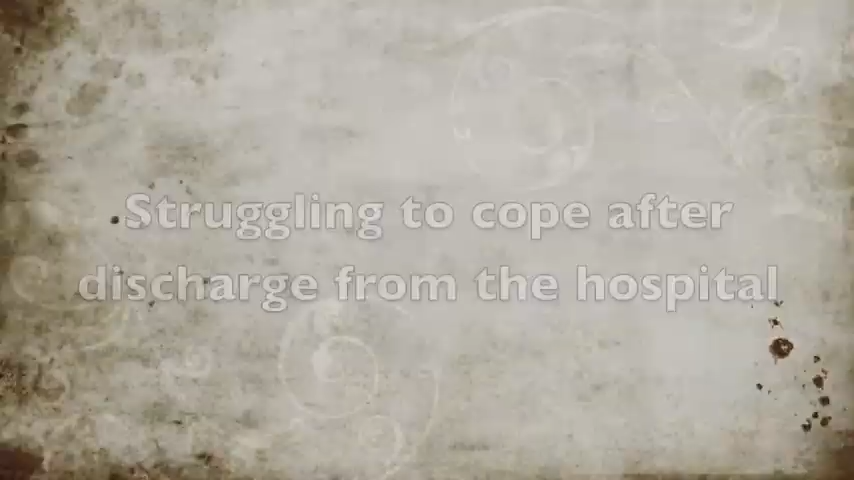 Struggling to cope after
discharge from the hospital